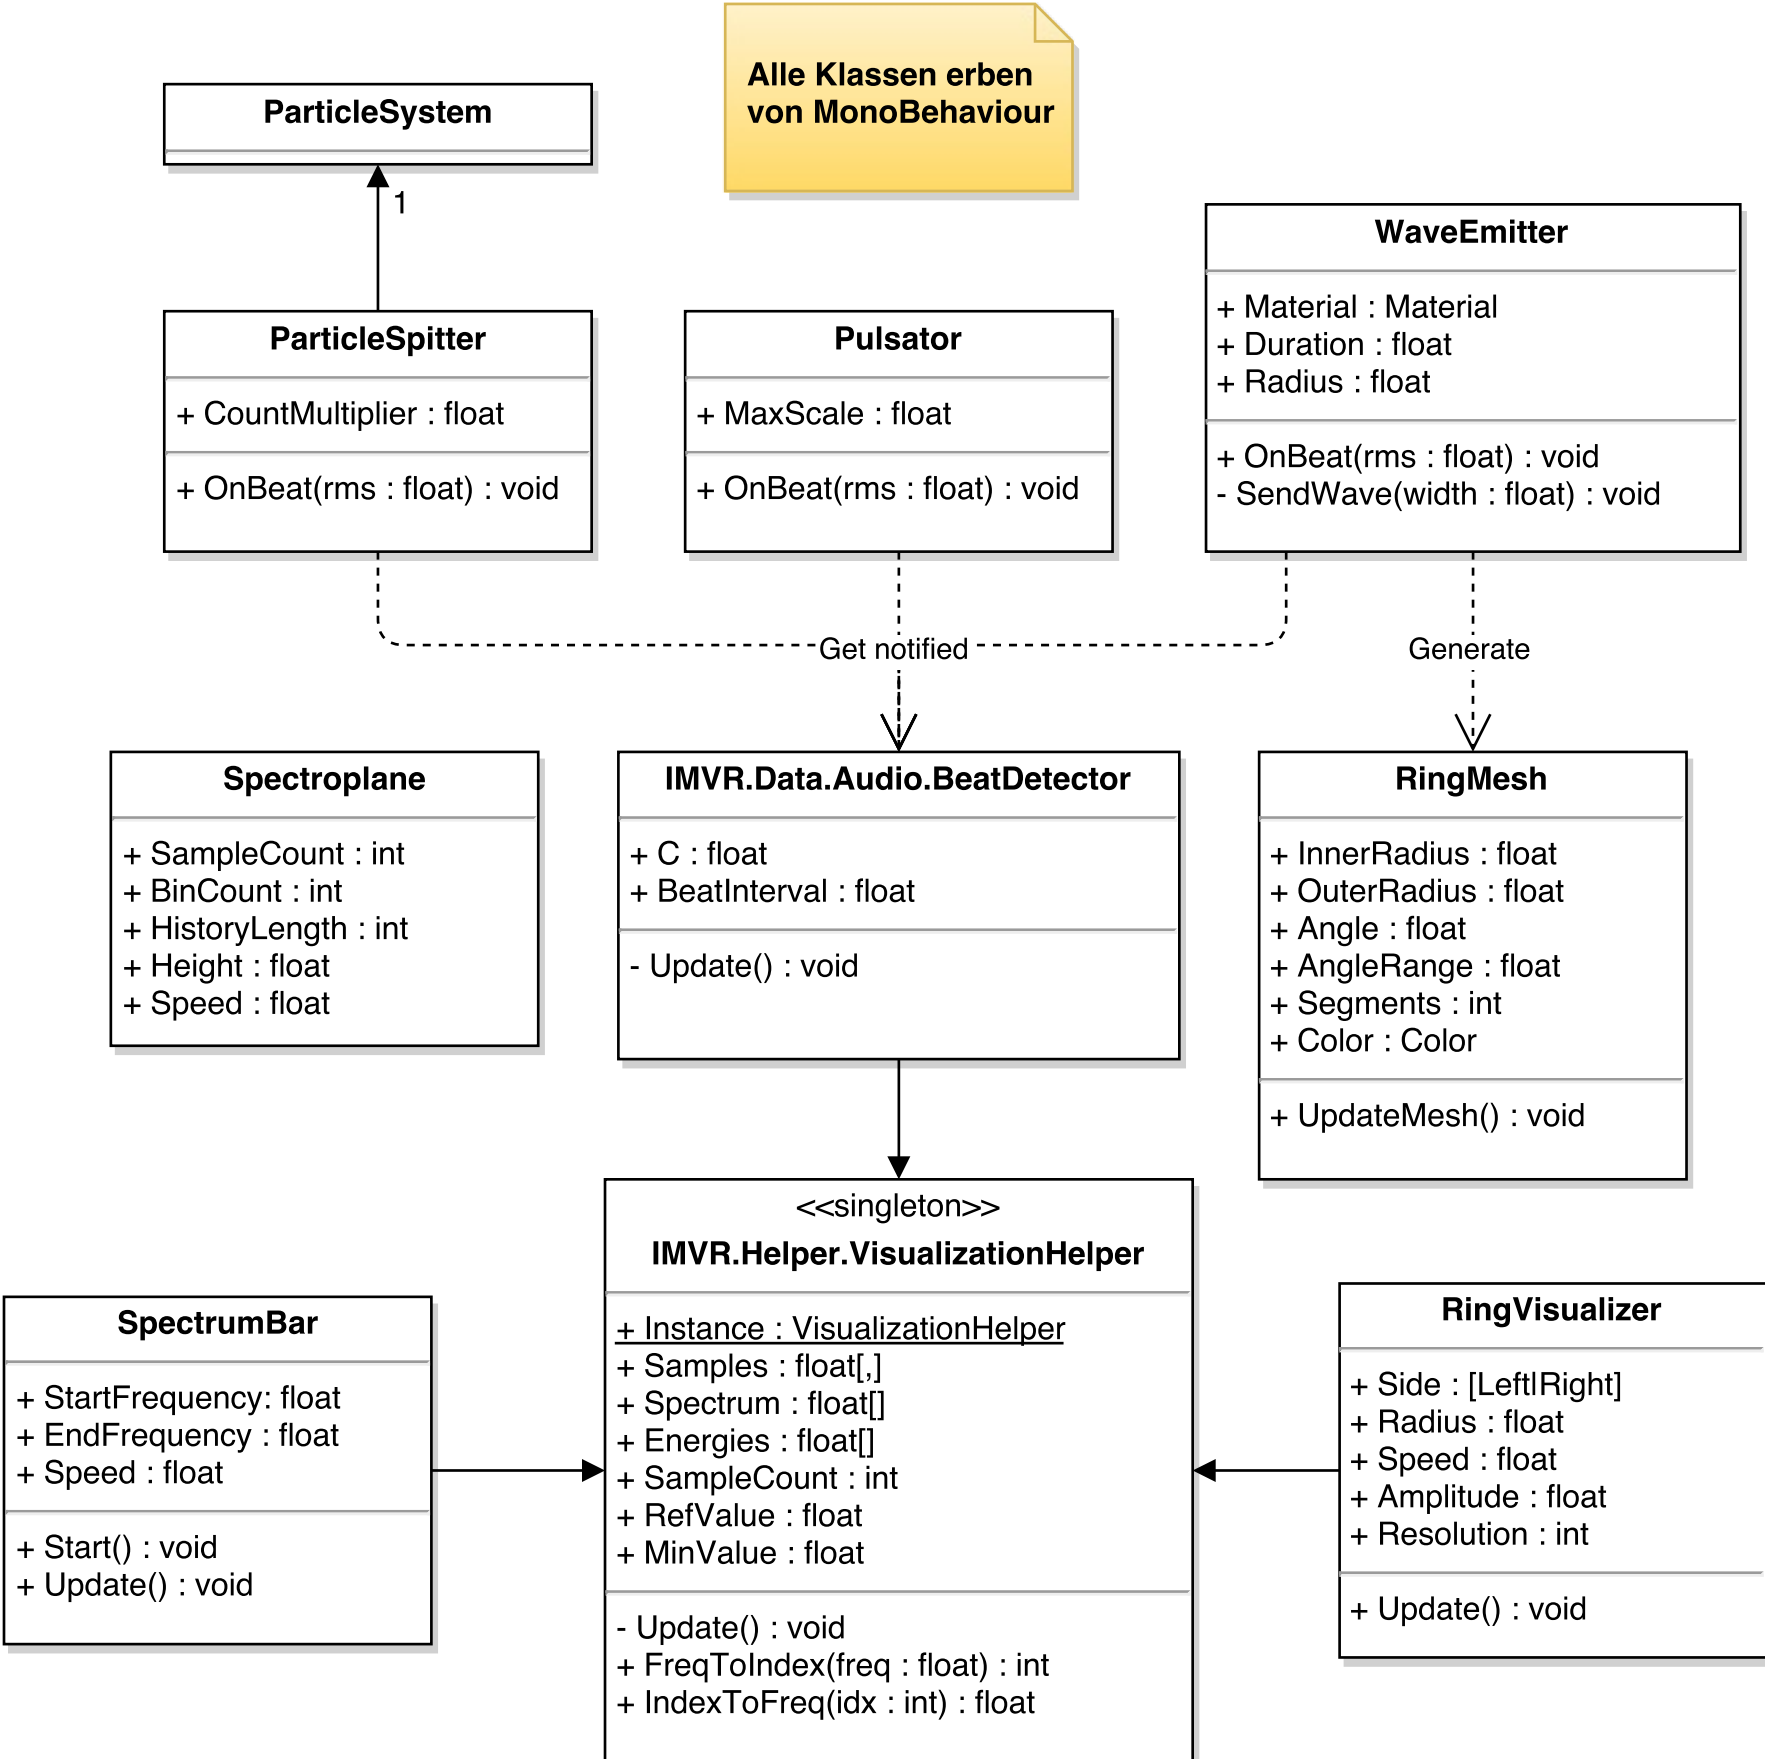 Alle Klassen erben
von MonoBehaviour
ParticleSystem
1
ParticleSpitter
+ CountMultiplier : float
+ OnBeat(rms : float) : void
Pulsator
+ MaxScale : float
+ OnBeat(rms : float) : void
WaveEmitter
+ Material : Material
+ Duration : float
+ Radius : float
+ OnBeat(rms : float) : void
- SendWave(width : float) : void
Get notified
Generate
Spectroplane
+ SampleCount : int
+ BinCount : int
+ HistoryLength : int
+ Height : float
+ Speed : float
IMVR.Data.Audio.BeatDetector
+ C : float
+ BeatInterval : float
- Update() : void
RingMesh
+ InnerRadius : float
+ OuterRadius : float
+ Angle : float
+ AngleRange : float
+ Segments : int
+ Color : Color
+ UpdateMesh() : void
SpectrumBar
+ StartFrequency: float
+ EndFrequency : float
+ Speed : float
+ Start() : void
+ Update() : void
<<singleton>>
IMVR.Helper.VisualizationHelper
+ Instance : VisualizationHelper
+ Samples : float[,]
+ Spectrum : float[]
+ Energies : float[]
+ SampleCount : int
+ RefValue : float
+ MinValue : float
- Update() : void
+ FreqToIndex(freq : float) : int
+ IndexToFreq(idx : int) : float
RingVisualizer
+ Side : [Left|Right]
+ Radius : float
+ Speed : float
+ Amplitude : float
+ Resolution : int
+ Update() : void